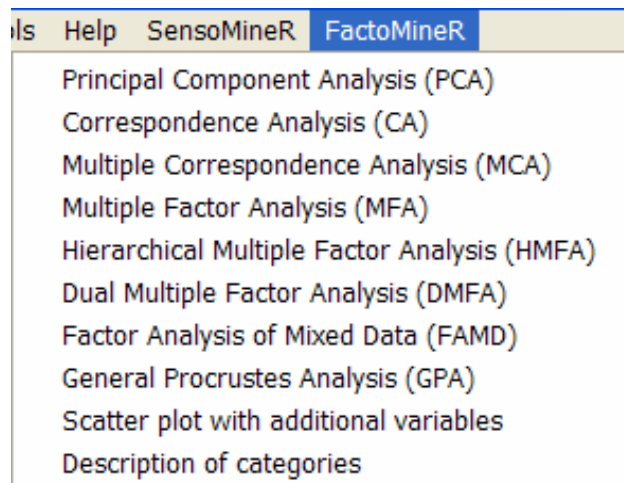 ls Help SensoMineR FactoMineR
Principal Component Analysis (PCA)
Correspondence Analysis (CA)
Multiple Correspondence Analysis (MCA)
Multiple Factor Analysis (MFA)
Hierarchical Multiple Factor Analysis (HMFA)
Dual Multiple Factor Analysis (DMFA)
Factor Analysis of Mixed Data (FAMD)
General Procrustes Analysis (GPA)
Scatter plot with additional variables
Description of categories